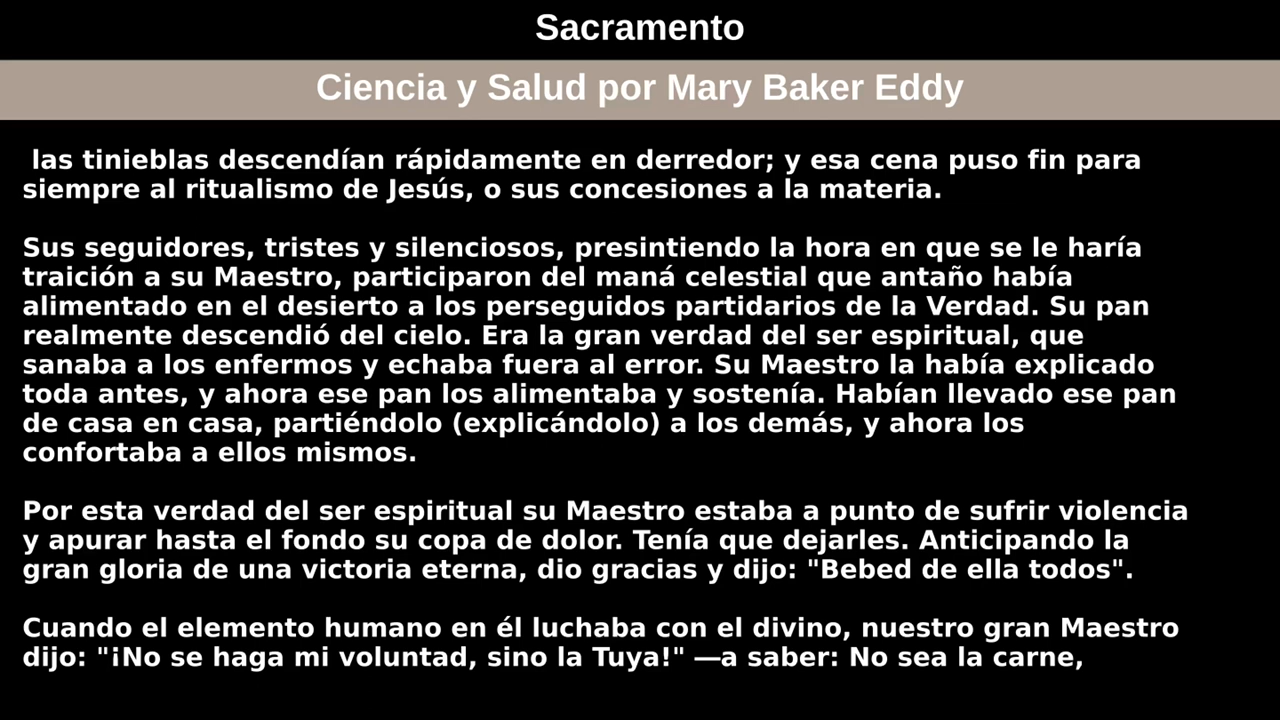 Sacramento
Ciencia y Salud por Mary Baker Eddy
las tinieblas descendían rápidamente en derredor; y esa cena puso fin para
siempre al ritualismo de Jesús, o sus concesiones a la materia.
Sus seguidores, tristes y silenciosos, presintiendo la hora en que se le haría
traición a su Maestro, participaron del maná celestial que antaño había
alimentado en el desierto a los perseguidos partidarios de la Verdad. Su pan
realmente descendió del cielo. Era la gran verdad del ser espiritual, que
sanaba a los enfermos y echaba fuera al error. Su Maestro la había explicado
toda antes, y ahora ese pan los alimentaba y sostenía. Habían llevado ese pan
de casa en casa, partiéndolo (explicándolo) a los demás, y ahora los
confortaba a ellos mismos.
Por esta verdad del ser espiritual su Maestro estaba a punto de sufrir violencia
y apurar hasta el fondo su copa de dolor. Tenía que dejarles. Anticipando la
gran gloria de una victoria eterna, dio gracias y dijo: "Bebed de ella todos".
Cuando el elemento humano en él luchaba con el divino, nuestro gran Maestro
dijo: "¡No se haga mi voluntad, sino la Tuya!" —a saber: No sea la carne,